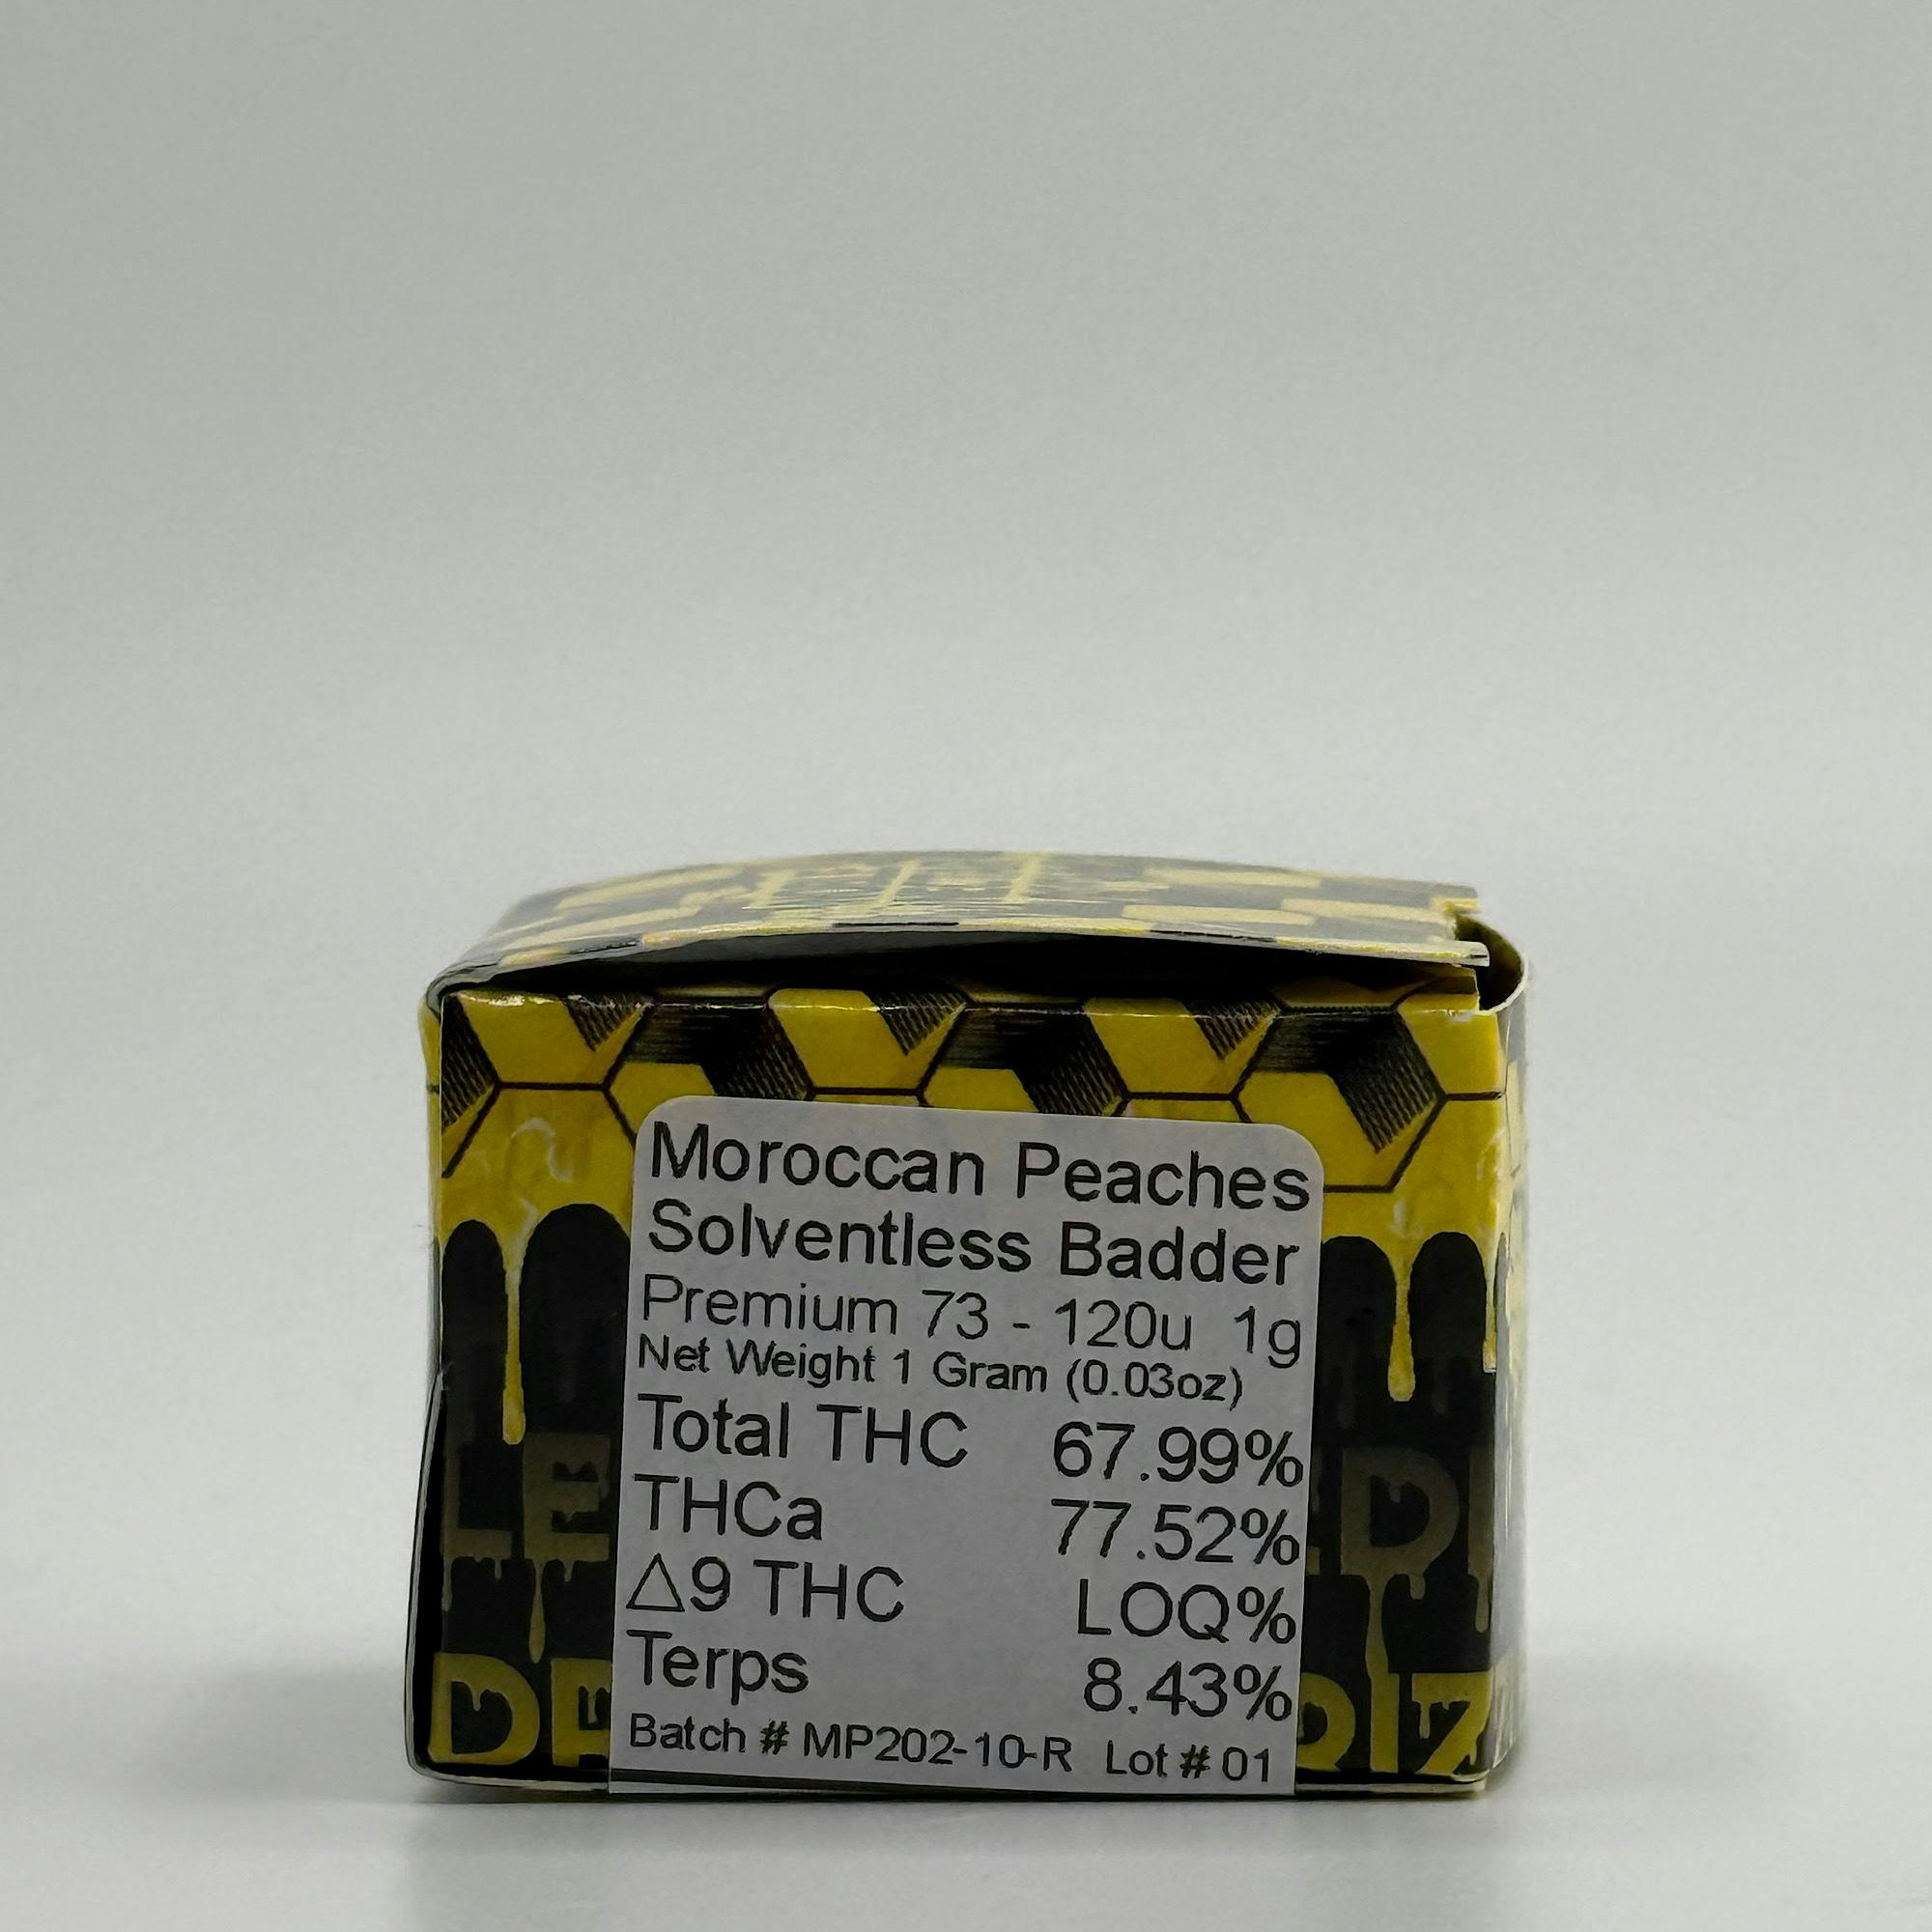 Moroccan Peaches
Solventless Badder
Premium 73 - 120u 1g
Net Weight 1 Gram (0.03oz)
Total THC 67.99%
THCa 77.52%
△9 THC LOQ%
Terps 8.43%
Batch # MP202-10-R Lot # 01